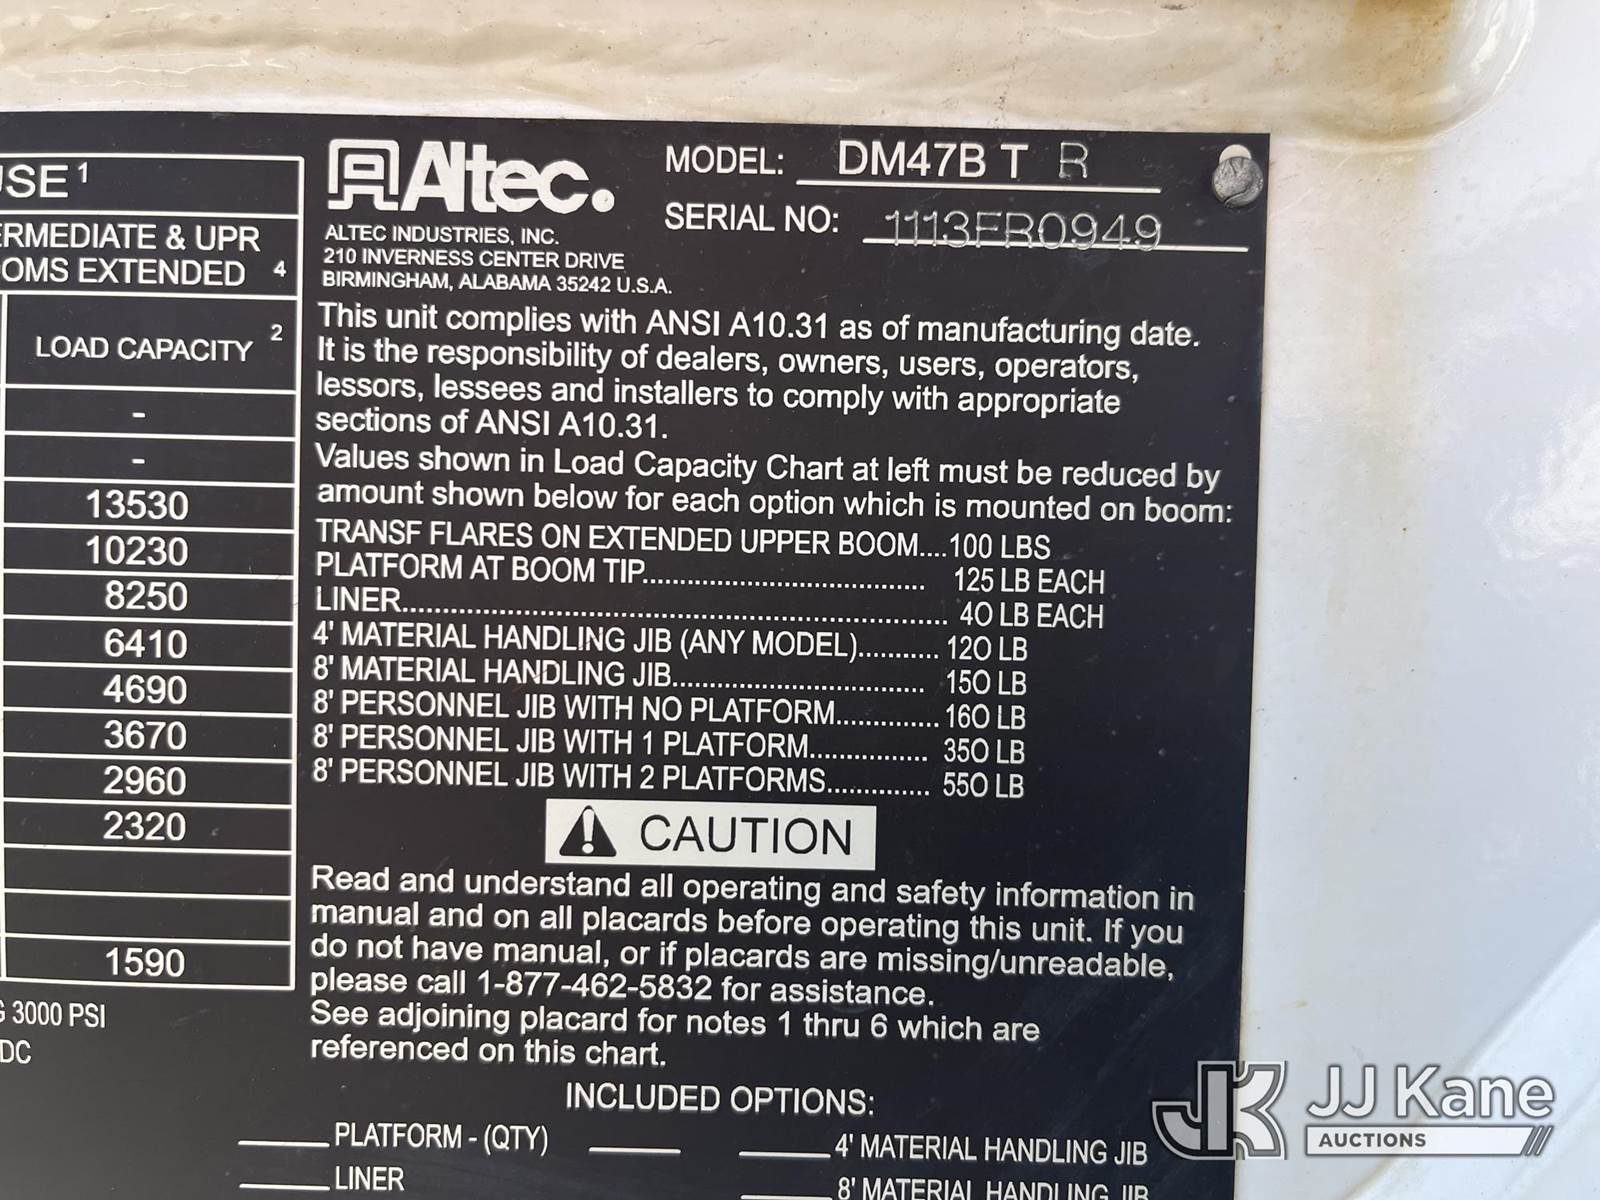 USE 1
ERMEDIATE & UPR
OMS EXTENDED 4
LOAD CAPACITY 2
-
-
13530
10230
8250
6410
4690
3670
2960
2320
1590
3000 PSI
DC
Altec.
ALTEC INDUSTRIES, INC.
210 INVERNESS CENTER DRIVE
BIRMINGHAM, ALABAMA 35242 U.S.A.
MODEL: DM47B T R
SERIAL NO: 1113FR0949
This unit complies with ANSI A10.31 as of manufacturing date.
It is the responsibility of dealers, owners, users, operators,
lessors, lessees and installers to comply with appropriate
sections of ANSI A10.31.
Values shown in Load Capacity Chart at left must be reduced by
amount shown below for each option which is mounted on boom:
TRANSF FLARES ON EXTENDED UPPER BOOM....100 LBS
PLATFORM AT BOOM TIP.................................. 125 LB EACH
LINER.................................................................. 40 LB EACH
4' MATERIAL HANDLING JIB (ANY MODEL)........... 120 LB
8' MATERIAL HANDLING JIB............................... 150 LB
8' PERSONNEL JIB WITH NO PLATFORM............. 160 LB
8' PERSONNEL JIB WITH 1 PLATFORM............... 350 LB
8' PERSONNEL JIB WITH 2 PLATFORMS............. 550 LB
CAUTION
Read and understand all operating and safety information in
manual and on all placards before operating this unit. If you
do not have manual, or if placards are missing/unreadable,
please call 1-877-462-5832 for assistance.
See adjoining placard for notes 1 thru 6 which are
referenced on this chart.
INCLUDED OPTIONS:
____ PLATFORM - (QTY) ____
____ LINER
____ 4' MATERIAL HANDLING JIB
____ 8' MATERIAL HANDLING JIB
JK JJ Kane
AUCTIONS